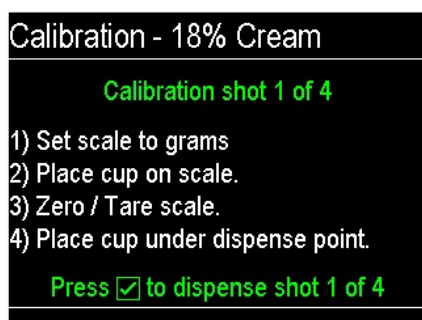 Calibration - 18% Cream
Calibration shot 1 of 4
1) Set scale to grams
2) Place cup on scale.
3) Zero / Tare scale.
4) Place cup under dispense point.
Press ☑ to dispense shot 1 of 4